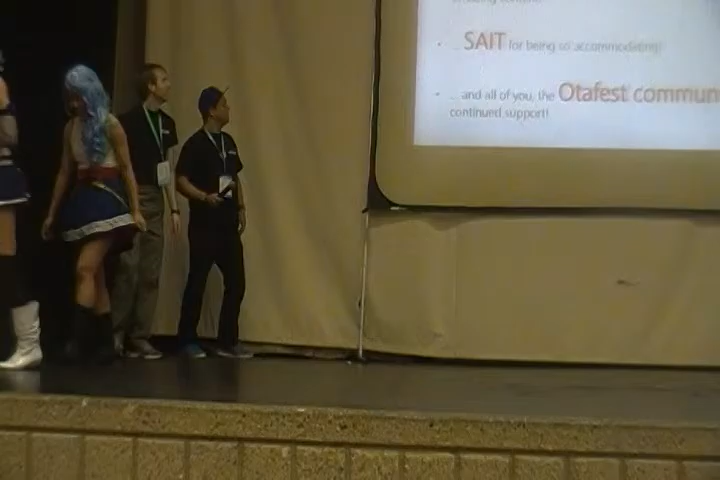 ... SAIT for being so accommodating!
... and all of you, the Otafest commun
continued support!